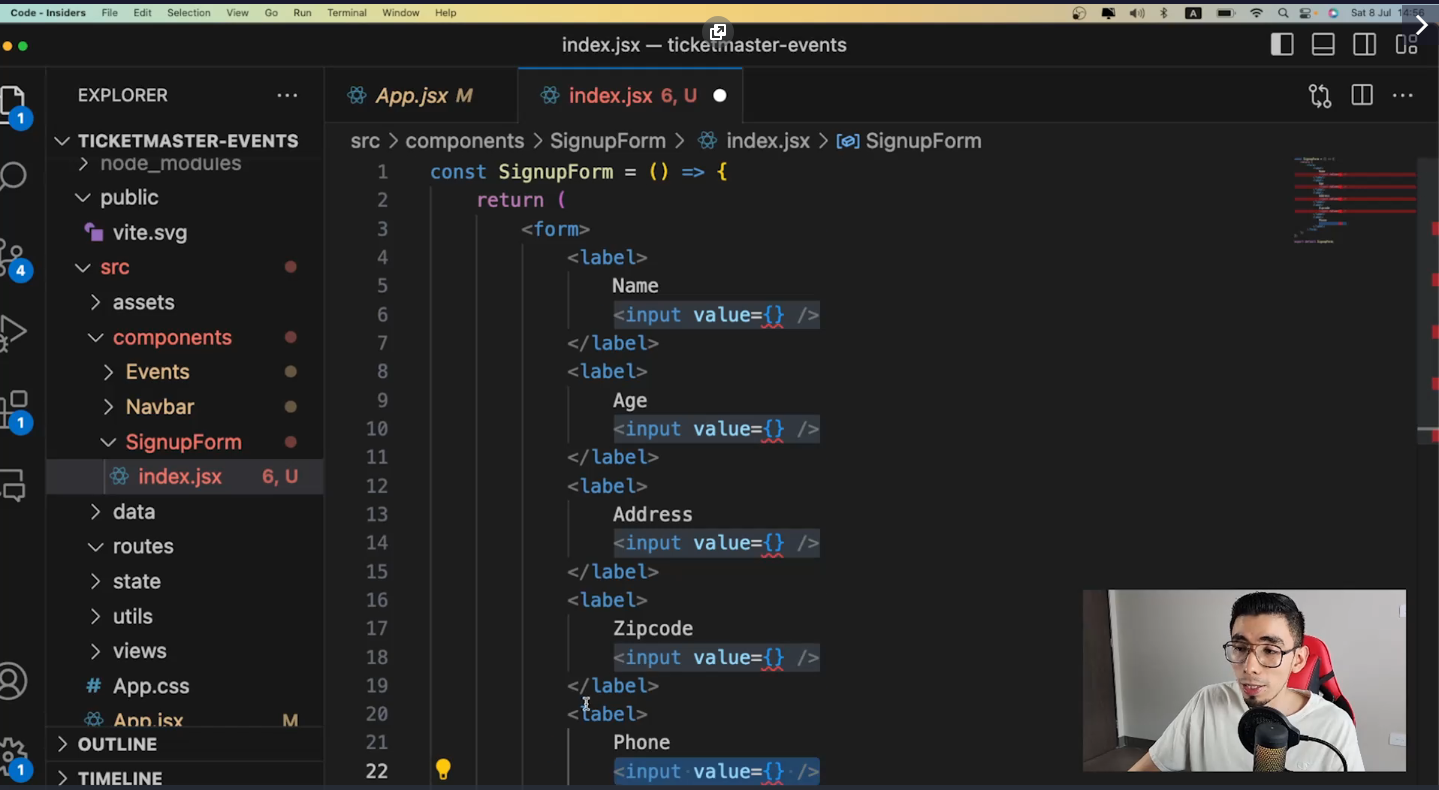 Code - Insiders File Edit Selection View Go Run Terminal Window Help
A Sat 8 Jul 14:56
index.jsx — ticketmaster-events
EXPLORER
App.jsx M
index.jsx 6, U
TICKETMASTER-EVENTS
src > components > SignupForm > index.jsx > SignupForm
node_modules
public
vite.svg
src
assets
components
Events
Navbar
SignupForm
index.jsx 6, U
data
routes
state
utils
views
# App.css
App.jsx M
OUTLINE
TIMELINE
1
4
1
1
1 const SignupForm = () => {
2 return (
3 <form>
4 <label>
5 Name
6 <input value={} />
7 </label>
8 <label>
9 Age
10 <input value={} />
11 </label>
12 <label>
13 Address
14 <input value={} />
15 </label>
16 <label>
17 Zipcode
18 <input value={} />
19 </label>
20 <label>
21 Phone
22 <input value={} />